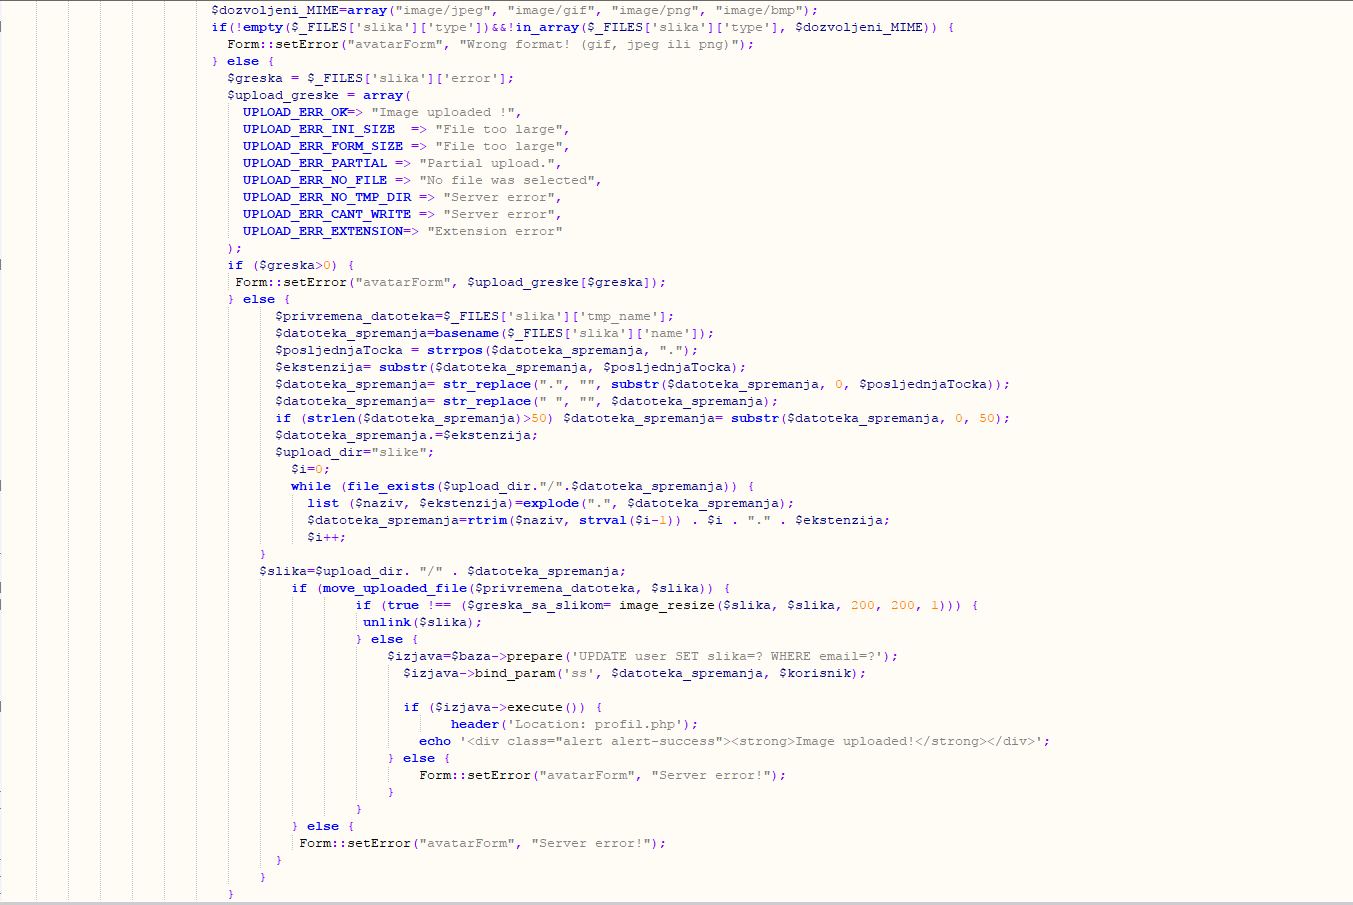 $dozvoljeni_MIME=array("image/jpeg", "image/gif", "image/png", "image/bmp");
if(!empty($_FILES['slika']['type'])&&!in_array($_FILES['slika']['type'], $dozvoljeni_MIME)) {
Form::setError("avatarForm", "Wrong format! (gif, jpeg ili png)");
} else {
$greska = $_FILES['slika']['error'];
$upload_greske = array(
UPLOAD_ERR_OK=> "Image uploaded !",
UPLOAD_ERR_INI_SIZE  => "File too large",
UPLOAD_ERR_FORM_SIZE => "File too large",
UPLOAD_ERR_PARTIAL => "Partial upload.",
UPLOAD_ERR_NO_FILE => "No file was selected",
UPLOAD_ERR_NO_TMP_DIR => "Server error",
UPLOAD_ERR_CANT_WRITE => "Server error",
UPLOAD_ERR_EXTENSION=> "Extension error"
);
if ($greska>0) {
Form::setError("avatarForm", $upload_greske[$greska]);
} else {
$privremena_datoteka=$_FILES['slika']['tmp_name'];
$datoteka_spremanja=basename($_FILES['slika']['name']);
$posljednjaTocka = strrpos($datoteka_spremanja, ".");
$ekstenzija= substr($datoteka_spremanja, $posljednjaTocka);
$datoteka_spremanja= str_replace(".", "", substr($datoteka_spremanja, 0, $posljednjaTocka));
$datoteka_spremanja= str_replace(" ", "", $datoteka_spremanja);
if (strlen($datoteka_spremanja)>50) $datoteka_spremanja= substr($datoteka_spremanja, 0, 50);
$datoteka_spremanja.=$ekstenzija;
$upload_dir="slike";
$i=0;
while (file_exists($upload_dir."/".$datoteka_spremanja)) {
list ($naziv, $ekstenzija)=explode(".", $datoteka_spremanja);
$datoteka_spremanja=rtrim($naziv, strval($i-1)) . $i . "." . $ekstenzija;
$i++;
}
$slika=$upload_dir. "/" . $datoteka_spremanja;
if (move_uploaded_file($privremena_datoteka, $slika)) {
if (true !== ($greska_sa_slikom= image_resize($slika, $slika, 200, 200, 1))) {
unlink($slika);
} else {
$izjava=$baza->prepare('UPDATE user SET slika=? WHERE email=?');
$izjava->bind_param('ss', $datoteka_spremanja, $korisnik);
if ($izjava->execute()) {
header('Location: profil.php');
echo '<div class="alert alert-success"><strong>Image uploaded!</strong></div>';
} else {
Form::setError("avatarForm", "Server error!");
}
}
} else {
Form::setError("avatarForm", "Server error!");
}
}
}